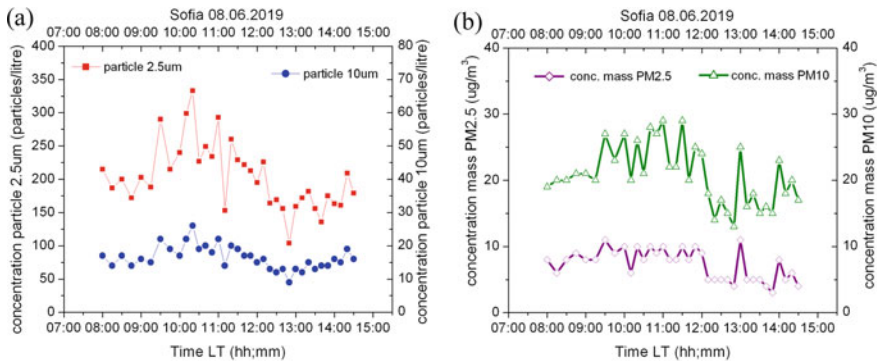 (a)
Sofia 08.06.2019
07:00 08:00 09:00 10:00 11:00 12:00 13:00 14:00 15:00
400
350
300
250
200
150
100
50
0
concentration particle 2.5um (particles/litre)
particle 2.5um
particle 10um
80
70
60
50
40
30
20
10
0
concentration particle 10um (particles/litre)
07:00 08:00 09:00 10:00 11:00 12:00 13:00 14:00 15:00
Time LT (hh;mm)
(b)
Sofia 08.06.2019
07:00 08:00 09:00 10:00 11:00 12:00 13:00 14:00 15:00
40
30
20
10
0
concentration mass PM2.5 (ug/m³)
conc. mass PM2.5
conc. mass PM10
40
30
20
10
0
concentration mass PM10 (ug/m³)
07:00 08:00 09:00 10:00 11:00 12:00 13:00 14:00 15:00
Time LT (hh;mm)